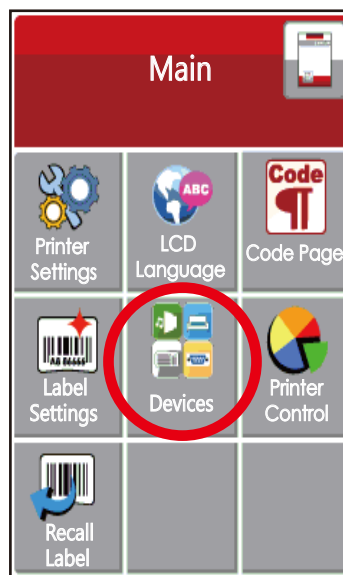 Main
ABC
Code
Printer
Settings
LCD
Language
Code Page
Label
Settings
Devices
Printer
Control
Recall
Label